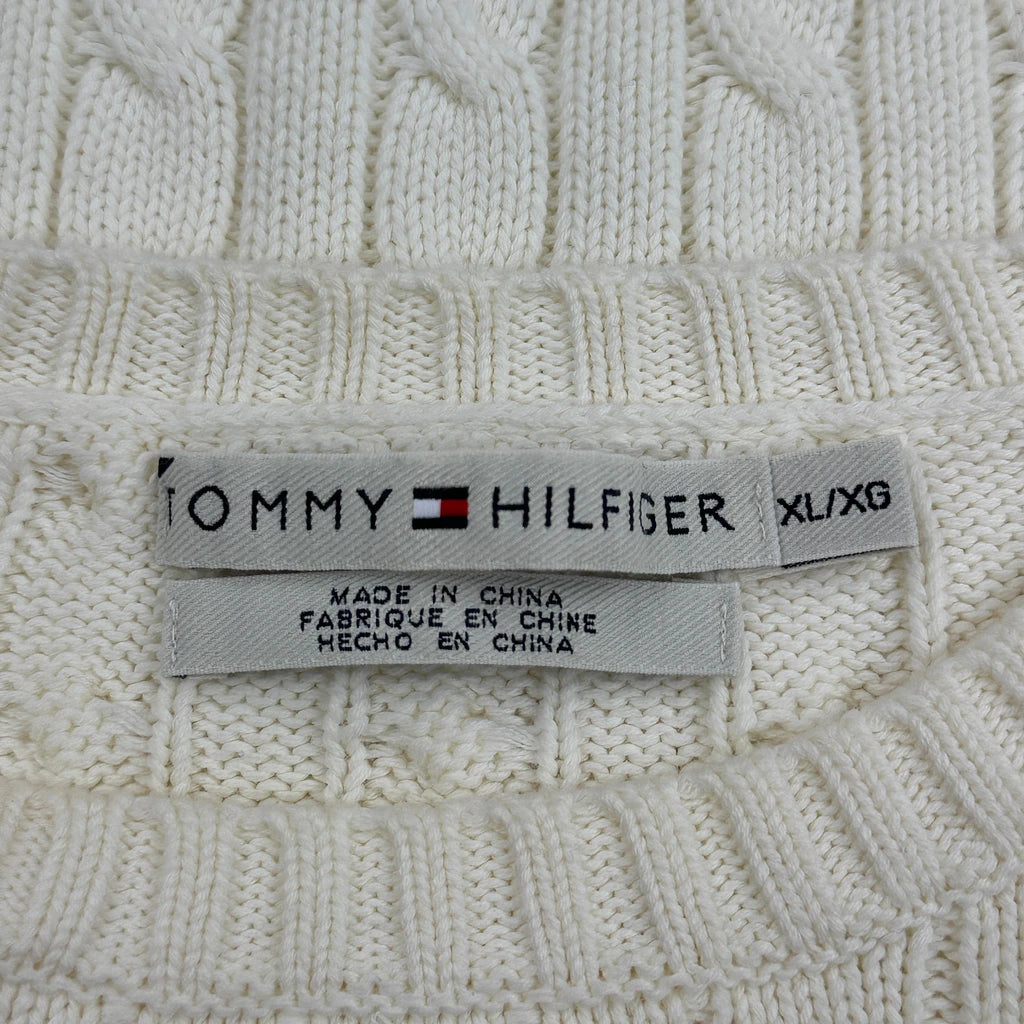 TOMMY HILFIGER
XL/XG
MADE IN CHINA
FABRIQUE EN CHINE
HECHO EN CHINA